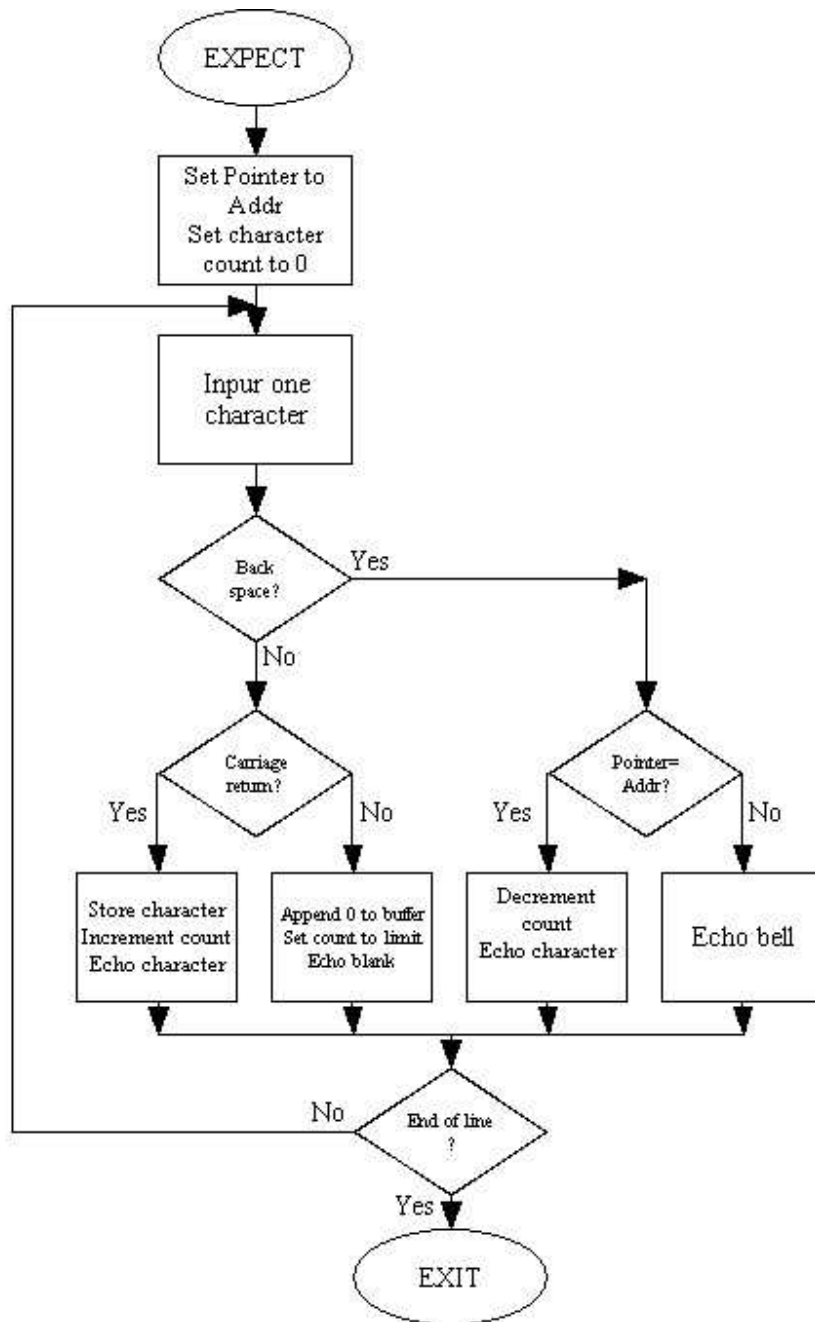 EXPECT
Set Pointer to
Addr
Set character
count to 0
Inpur one
character
Back
space?
Yes
No
Carriage
return?
Yes
No
Pointer=
Addr?
Yes
No
Store character
Increment count
Echo character
Append 0 to buffer
Set count to limit
Echo blank
Decrement
count
Echo character
Echo bell
End of line
?
No
Yes
EXIT